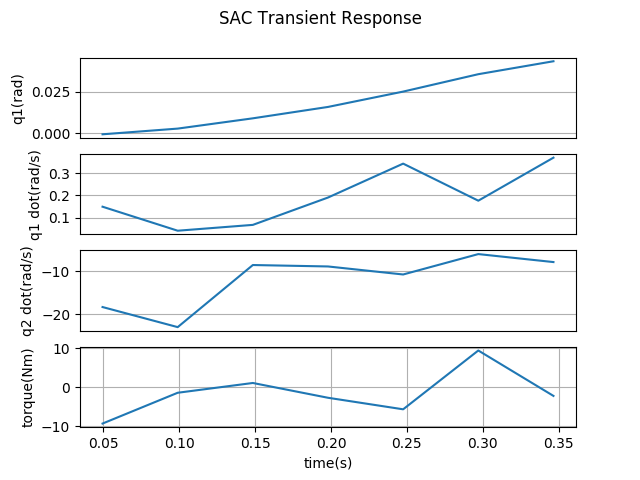 SAC Transient Response
q1(rad)
0.025
0.000
q1 dot(rad/s)
0.3
0.2
0.1
q2 dot(rad/s)
−10
−20
torque(Nm)
10
0
−10
0.05 0.10 0.15 0.20 0.25 0.30 0.35
time(s)